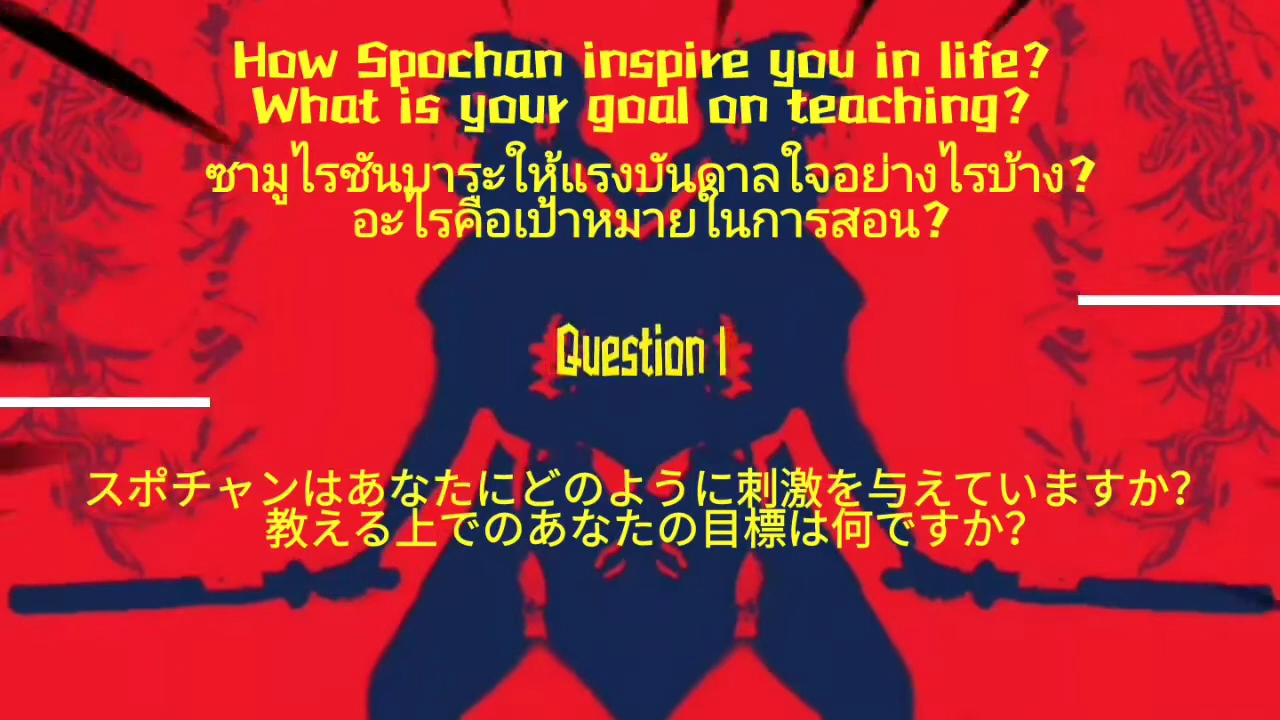 How Spochan inspire you in life?
What is your goal on teaching?
ซามูไรชันบาระให้แรงบันดาลใจอย่างไรบ้าง?
อะไรคือเป้าหมายในการสอน?
Question 1
スポチャンはあなたにどのように刺激を与えていますか?
教える上でのあなたの目標は何ですか?